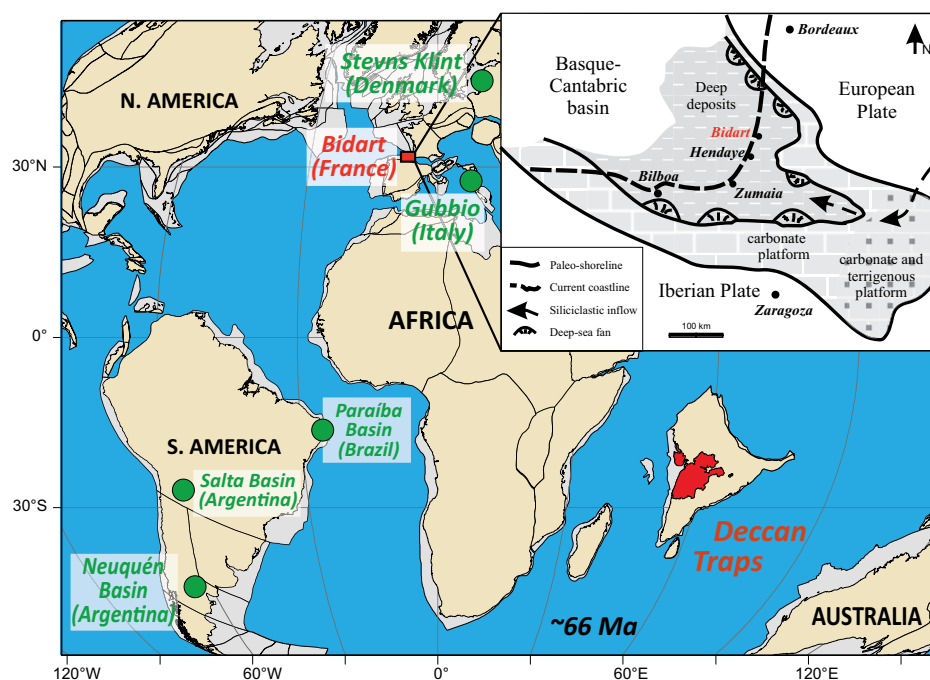 Stevns Klint
(Denmark)
N. AMERICA
Bidart
(France)
Gubbio
(Italy)
30°N
AFRICA
0°
Paraíba
Basin
(Brazil)
S. AMERICA
Salta Basin
(Argentina)
30°S
Deccan
Traps
Neuquén
Basin
(Argentina)
~66 Ma
AUSTRALIA
120°W
60°W
0°
60°E
120°E
Bordeaux
N
Basque-
Cantabric
basin
Deep
deposits
European
Plate
Bidart
Hendaye
Bilboa
Zumaia
carbonate
platform
carbonate and
terrigenous
platform
Iberian Plate
Zaragoza
Paleo-shoreline
Current coastline
Siliciclastic inflow
Deep-sea fan
100 km